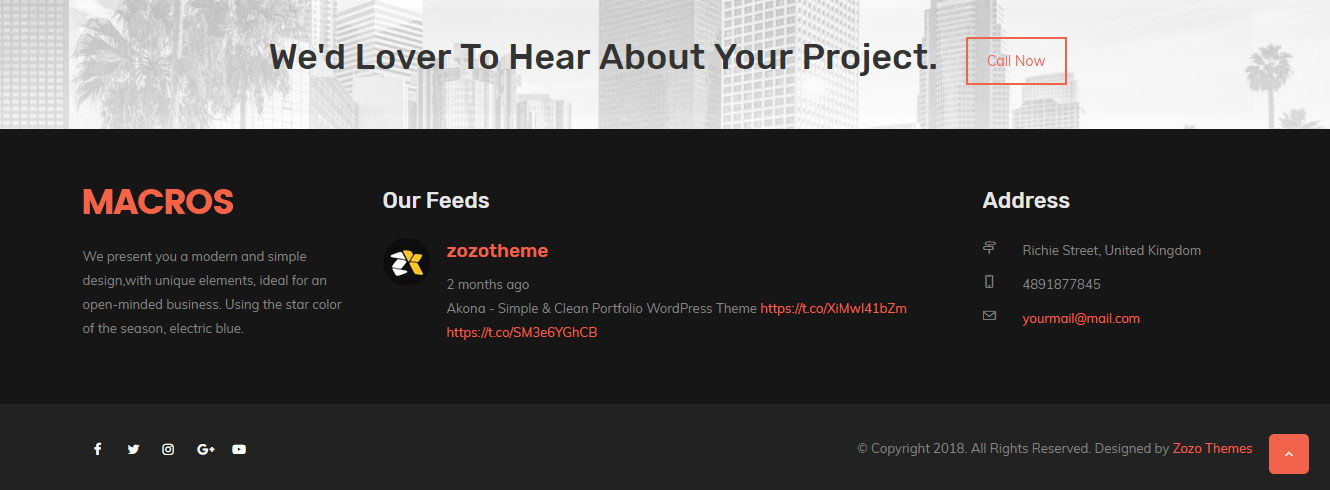 We'd Lover To Hear About Your Project.
Call Now
MACROS
We present you a modern and simple
design,with unique elements, ideal for an
open-minded business. Using the star color
of the season, electric blue.
Our Feeds
zozotheme
2 months ago
Akona - Simple & Clean Portfolio WordPress Theme https://t.co/XiMwl41bZm
https://t.co/SM3e6YGhCB
Address
Richie Street, United Kingdom
4891877845
yourmail@mail.com
© Copyright 2018. All Rights Reserved. Designed by Zozo Themes